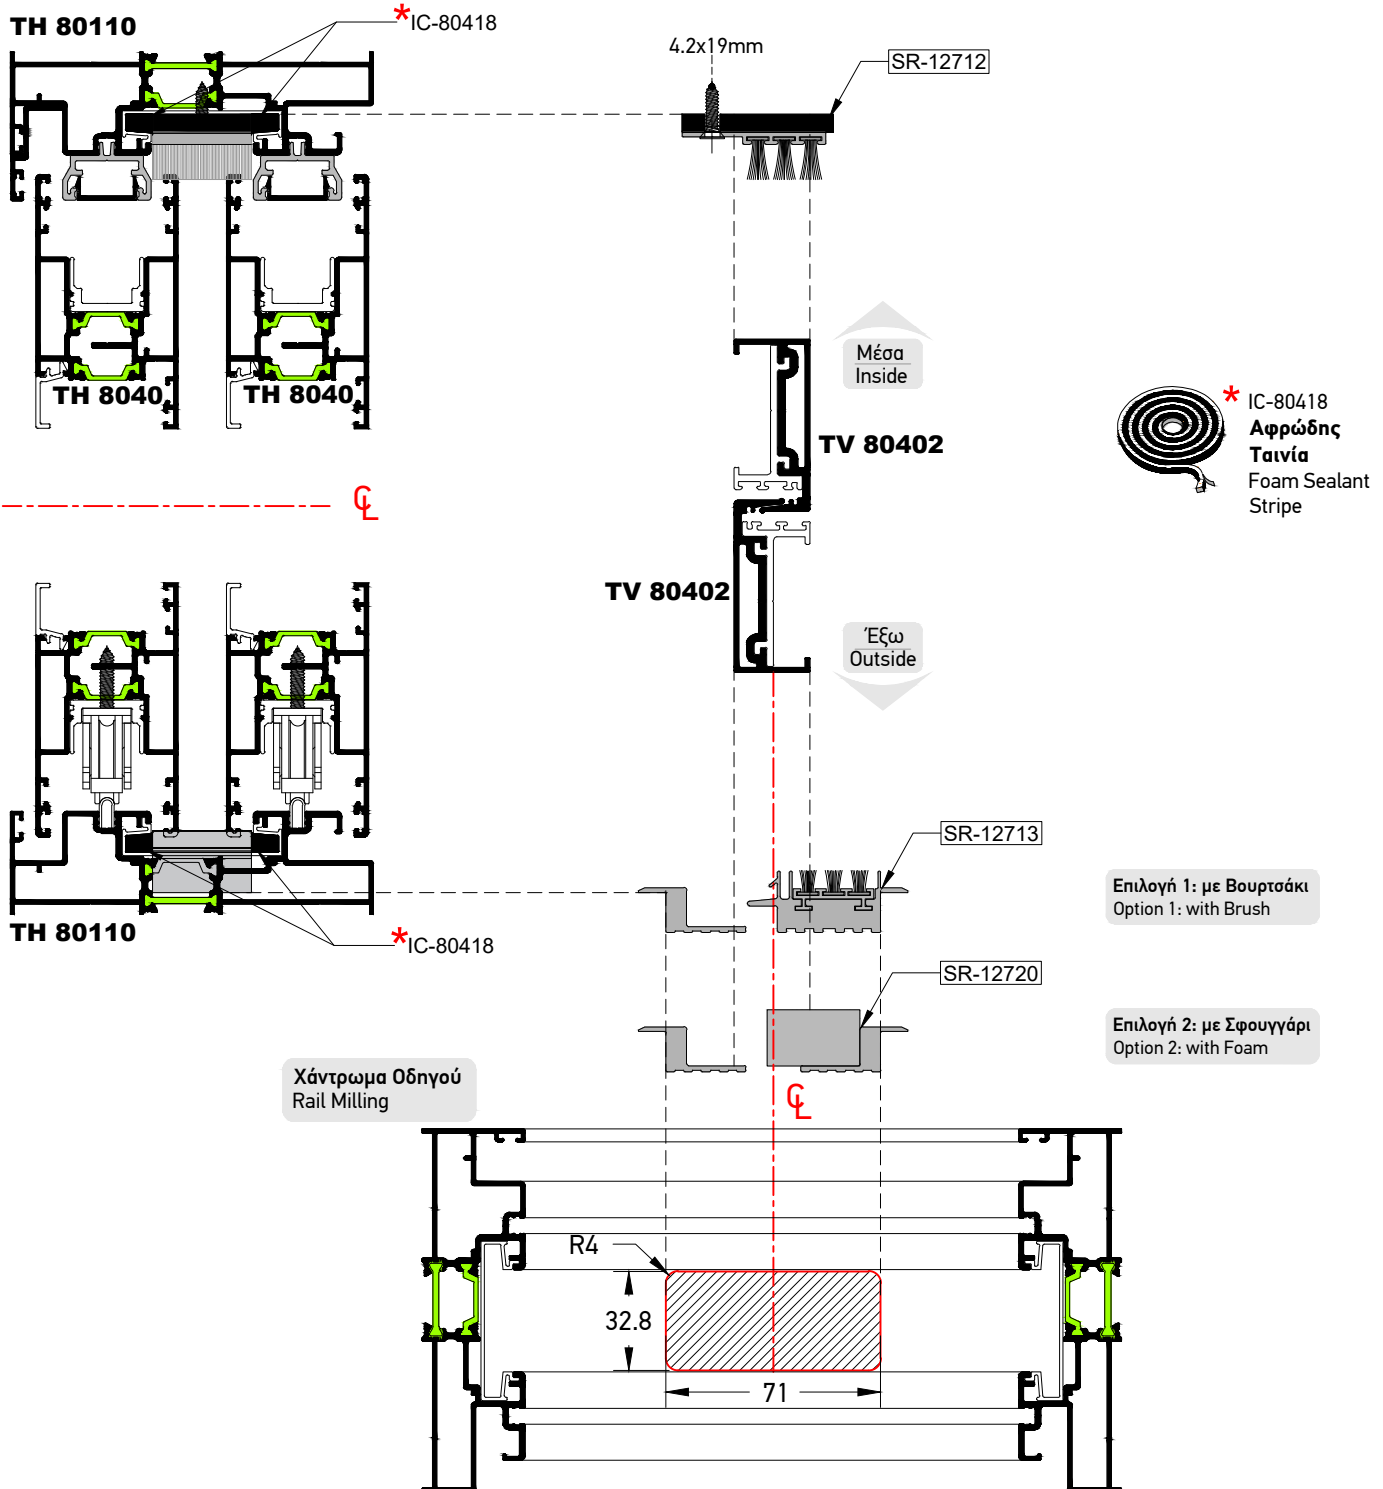 TH 80110
*IC-80418
4.2x19mm
SR-12712
TH 8040
TH 8040
Μέσα
Inside
TV 80402
* IC-80418
Αφρώδης
Ταινία
Foam Sealant
Stripe
CL
TV 80402
Έξω
Outside
SR-12713
Επιλογή 1: με Βουρτσάκι
Option 1: with Brush
TH 80110
*IC-80418
SR-12720
Επιλογή 2: με Σφουγγάρι
Option 2: with Foam
Χάντρωμα Οδηγού
Rail Milling
CL
R4
32.8
71